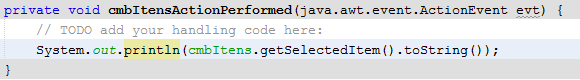 private void cmbItensActionPerformed(java.awt.event.ActionEvent evt) {
// TODO add your handling code here:
System.out.println(cmbItens.getSelectedItem().toString());
}